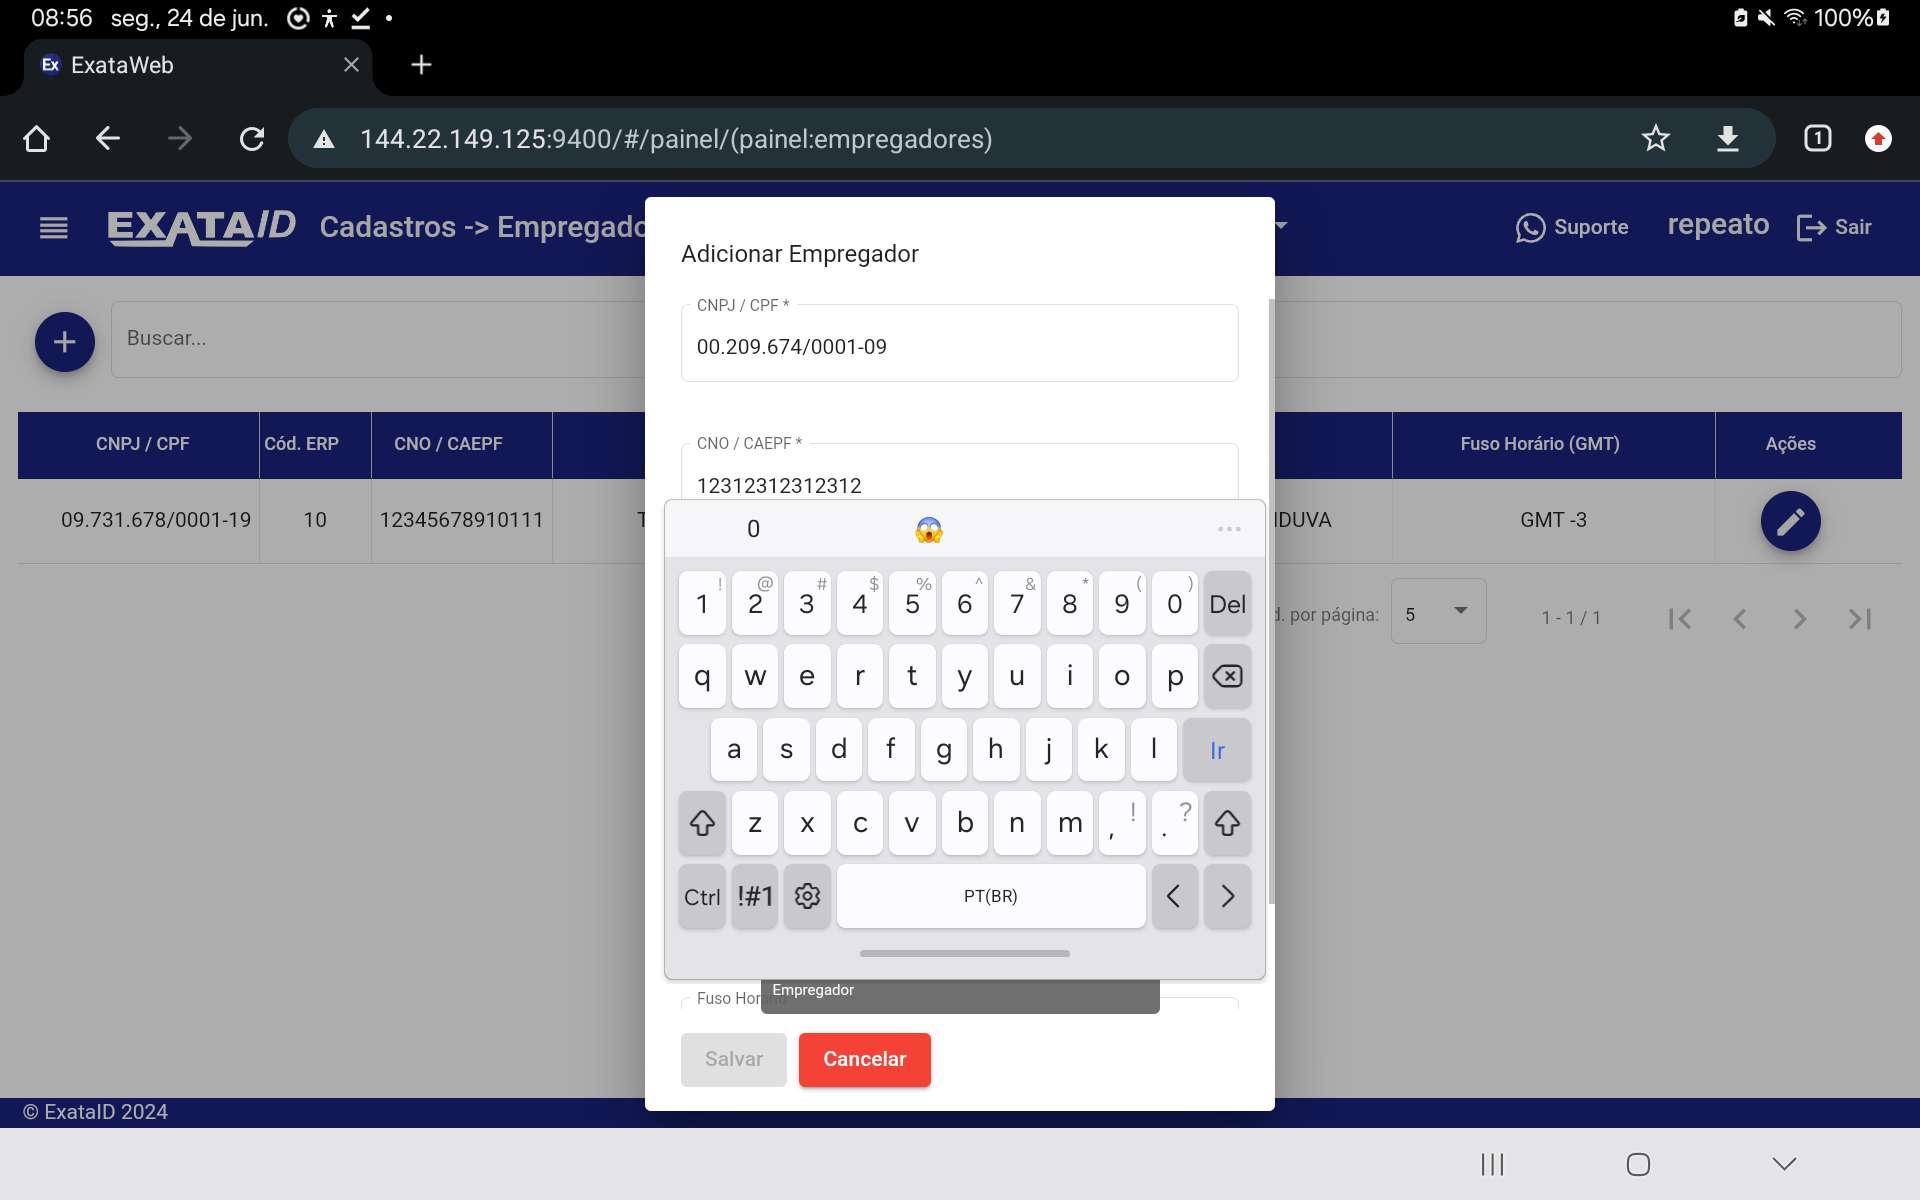 08:56 seg., 24 de jun. 100%
Ex ExataWeb
144.22.149.125:9400/#/painel/(painel:empregadores) 1
EXATA/ID Cadastros -> Empregado Suporte repeato Sair
Adicionar Empregador
CNPJ / CPF *
00.209.674/0001-09
Buscar...
CNPJ / CPF Cód. ERP CNO / CAEPF Fuso Horário (GMT) Ações
CNO / CAEPF *
12312312312312
09.731.678/0001-19 10 12345678910111 T IDUVA GMT -3
0 😱 ...
! @ # $ % ^ & * ( )
1 2 3 4 5 6 7 8 9 0 Del
d. por página: 5 1 - 1 / 1
q w e r t y u i o p
a s d f g h j k l Ir
z x c v b n m , ! . ?
Ctrl !#1 PT(BR) < >
Empregador
Fuso Hor
Salvar Cancelar
© ExataID 2024